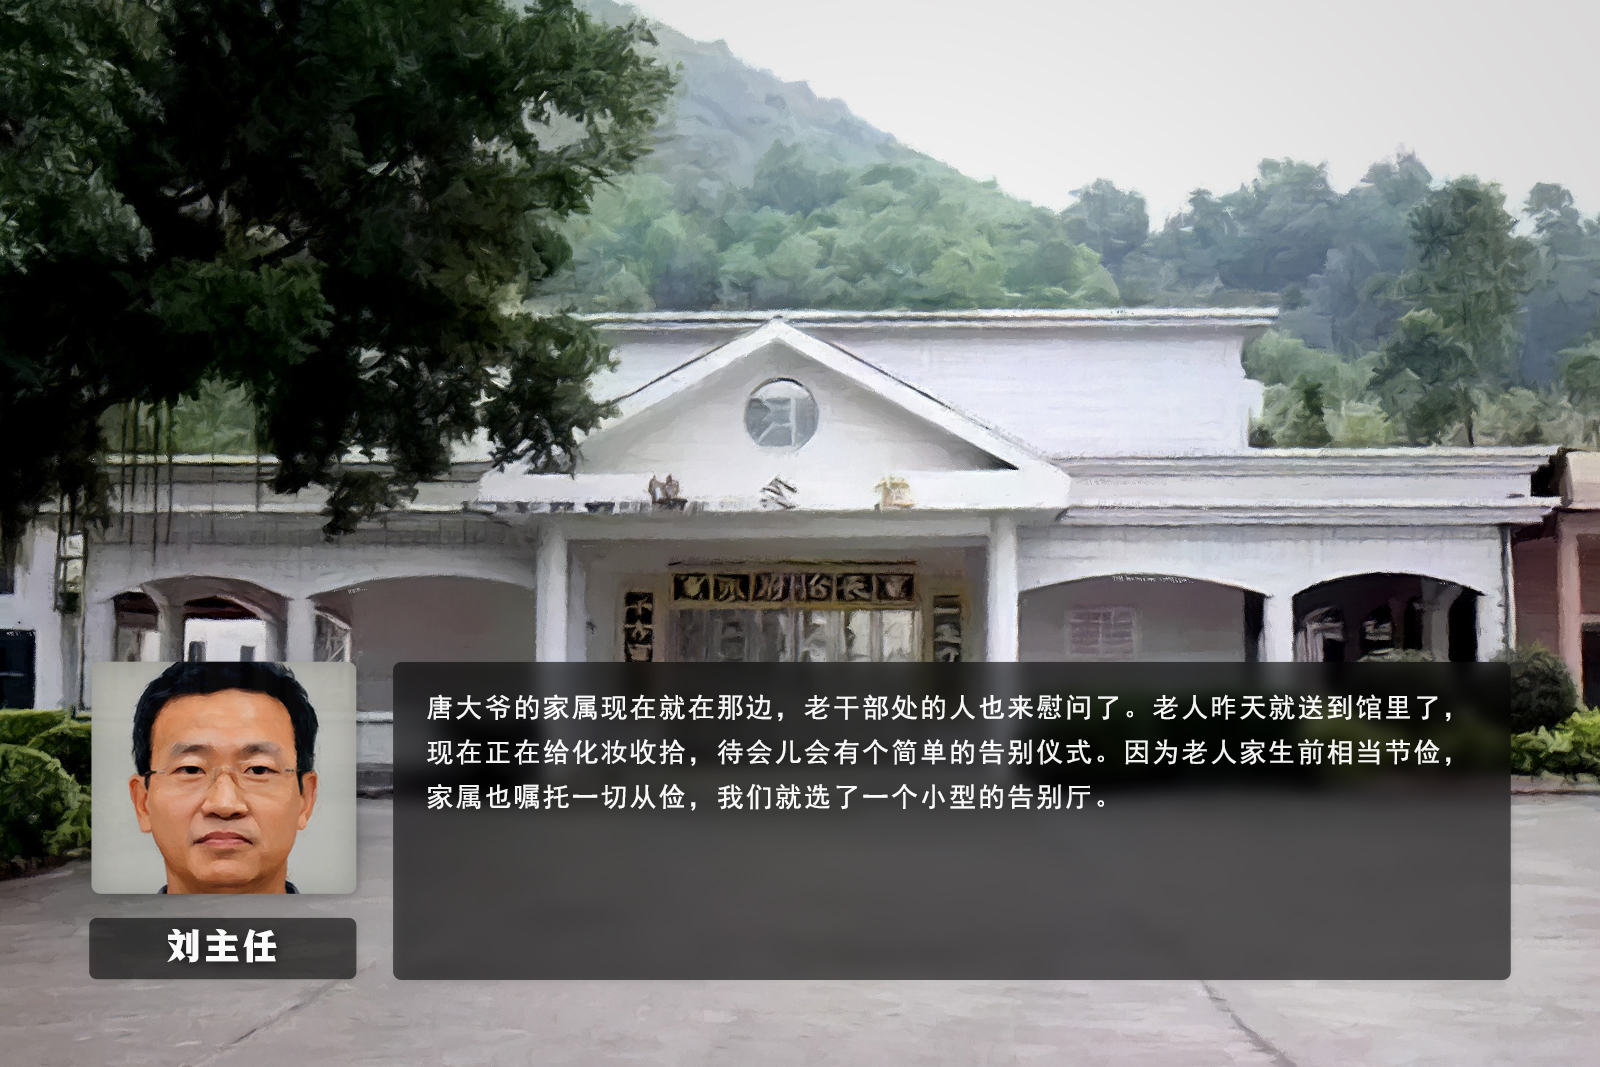 唐大爷的家属现在就在那边，老干部处的人也来慰问了。老人昨天就送到馆里了，
现在正在给化妆收拾，待会儿会有个简单的告别仪式。因为老人家生前相当节俭，
家属也嘱托一切从俭，我们就选了一个小型的告别厅。
刘主任